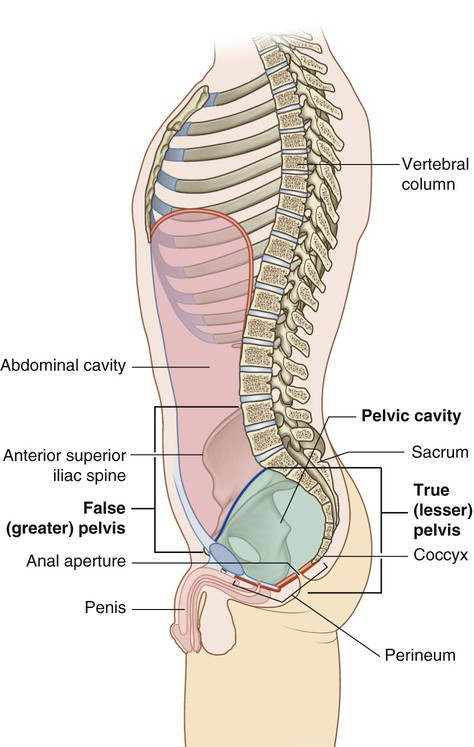 Vertebral
column
Abdominal cavity
Pelvic cavity
Anterior superior
iliac spine
Sacrum
False
(greater) pelvis
True
(lesser)
pelvis
Anal aperture
Coccyx
Penis
Perineum